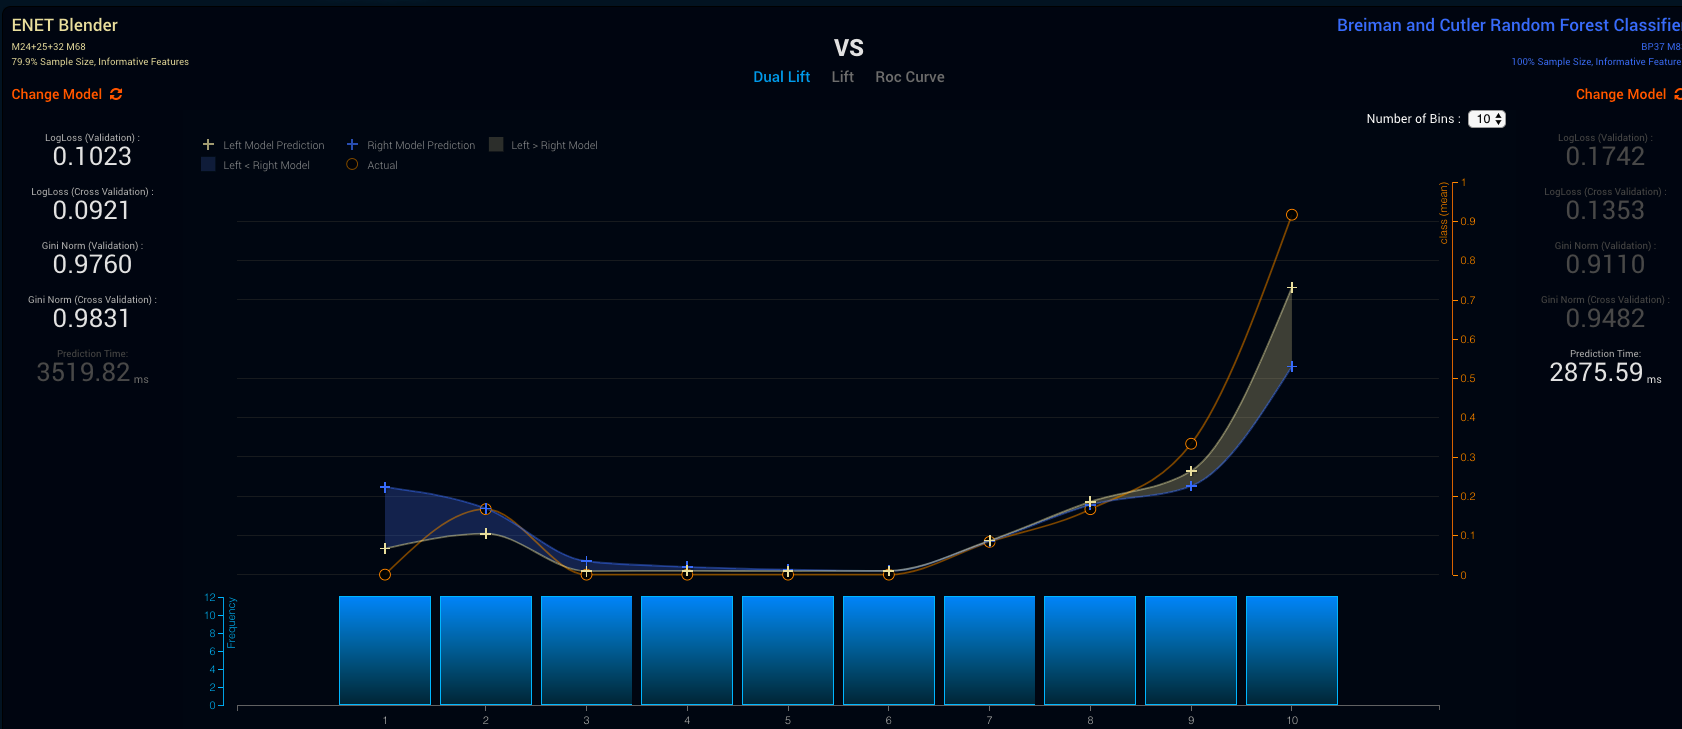 ENET Blender
M24+25+32 M68
79.9% Sample Size, Informative Features
Change Model
VS
Dual Lift Lift Roc Curve
Breiman and Cutler Random Forest Classifie
BP37 M8
100% Sample Size, Informative Feature
Change Model
Number of Bins : 10
LogLoss (Validation) :
0.1023
LogLoss (Cross Validation) :
0.0921
Gini Norm (Validation) :
0.9760
Gini Norm (Cross Validation) :
0.9831
Prediction Time:
3519.82 ms
Left Model Prediction Right Model Prediction Left > Right Model
Left < Right Model Actual
class (mean)
1
0.9
0.8
0.7
0.6
0.5
0.4
0.3
0.2
0.1
0
LogLoss (Validation) :
0.1742
LogLoss (Cross Validation) :
0.1353
Gini Norm (Validation) :
0.9110
Gini Norm (Cross Validation) :
0.9482
Prediction Time:
2875.59 ms
Frequency
12
10
8
6
4
2
0
1 2 3 4 5 6 7 8 9 10